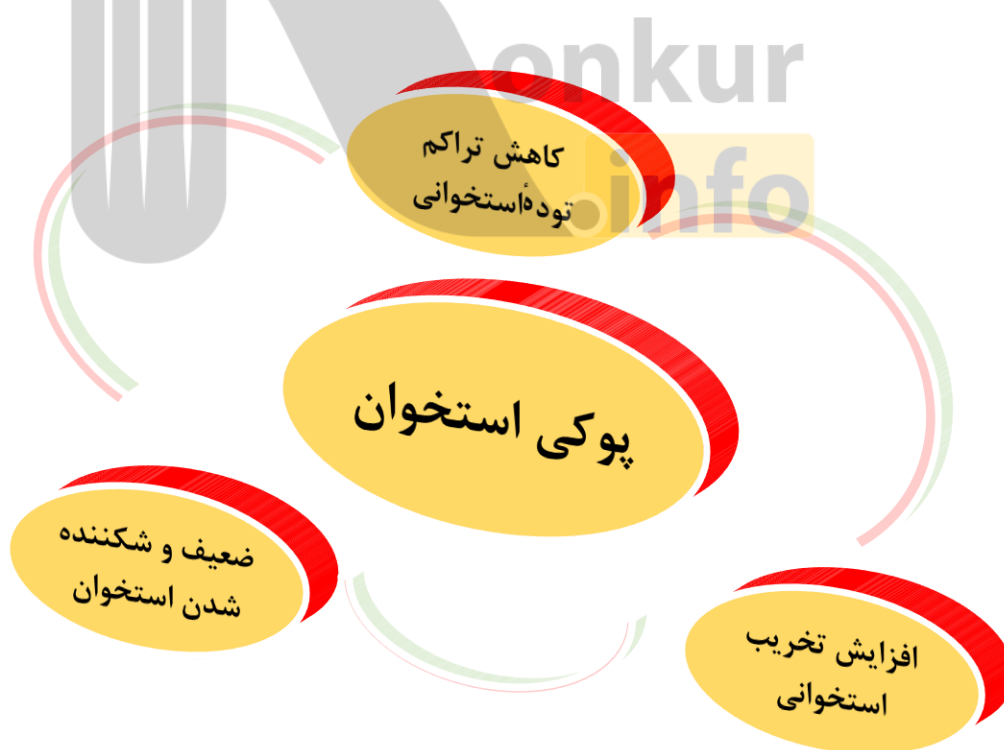 onkur
.info
کاهش تراکم
تودهٔ استخوانی
پوکی استخوان
ضعیف و شکننده
شدن استخوان
افزایش تخریب
استخوانی